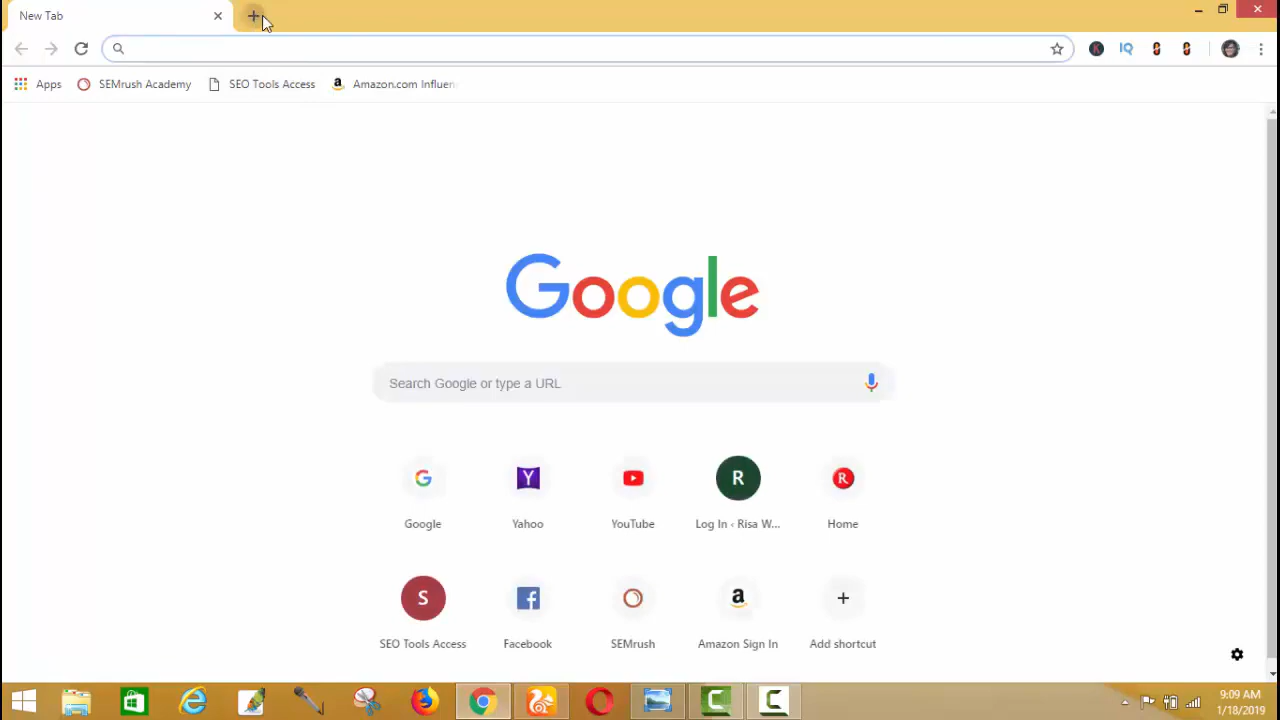 New Tab
Apps
SEMrush Academy
SEO Tools Access
Amazon.com Influen
Google
Search Google or type a URL
Google
Yahoo
YouTube
R
Log In ‹ Risa W...
Home
S
SEO Tools Access
Facebook
SEMrush
Amazon Sign In
Add shortcut
9:09 AM
1/18/2019